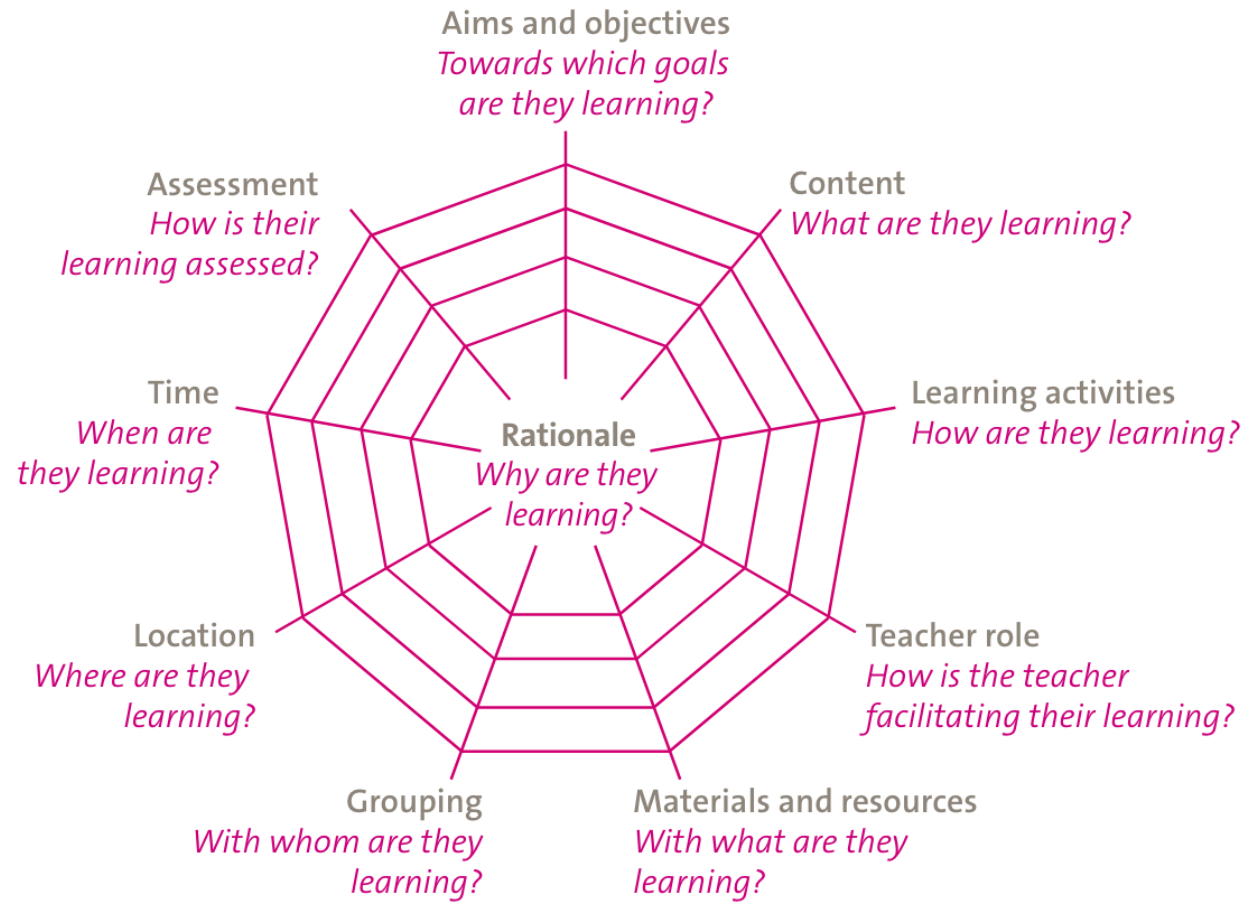 Aims and objectives
Towards which goals
are they learning?
Content
What are they learning?
Learning activities
How are they learning?
Teacher role
How is the teacher
facilitating their learning?
Materials and resources
With what are they
learning?
Grouping
With whom are they
learning?
Location
Where are they
learning?
Time
When are
they learning?
Assessment
How is their
learning assessed?
Rationale
Why are they
learning?